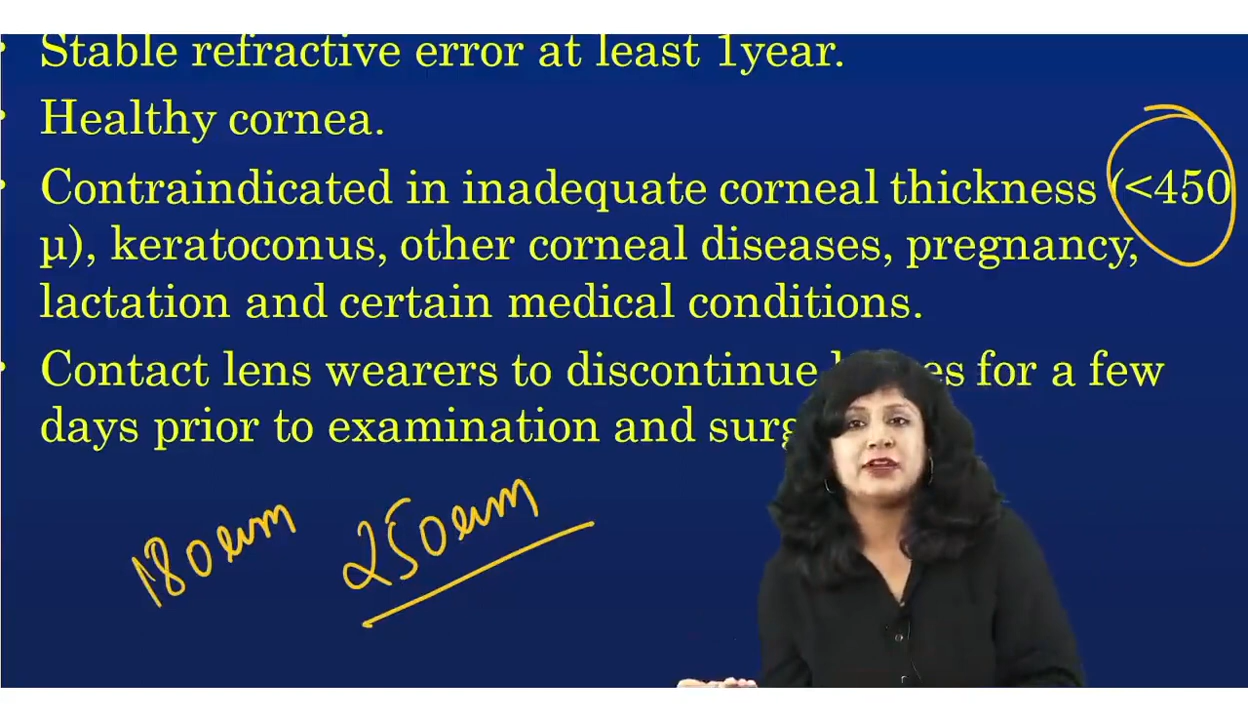 • Stable refractive error at least 1year.
• Healthy cornea.
• Contraindicated in inadequate corneal thickness (<450
µ), keratoconus, other corneal diseases, pregnancy,
lactation and certain medical conditions.
• Contact lens wearers to discontinue for a few
days prior to examination and
180um 250um